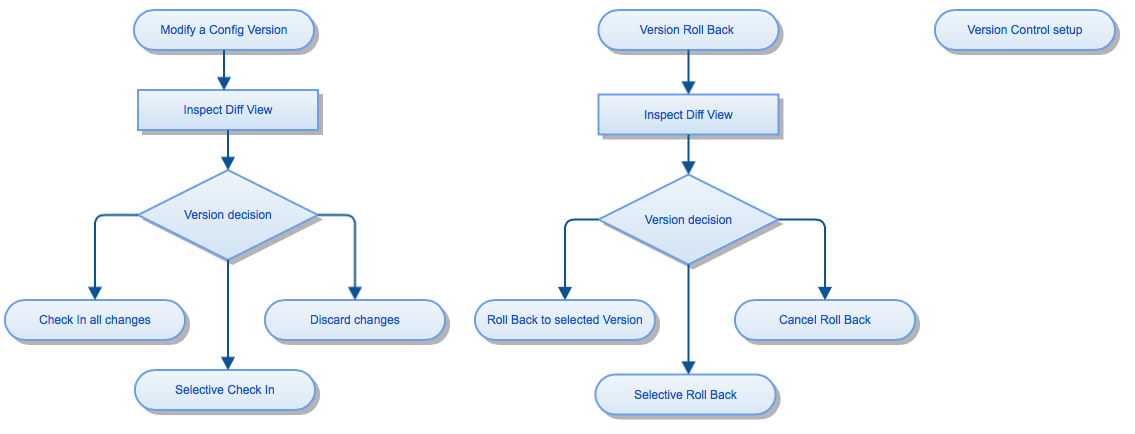 Modify a Config Version
Version Roll Back
Version Control setup
Inspect Diff View
Inspect Diff View
Version decision
Version decision
Check In all changes
Discard changes
Roll Back to selected Version
Cancel Roll Back
Selective Check In
Selective Roll Back